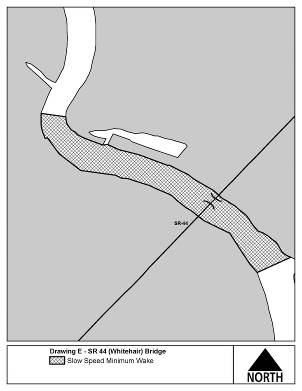 SR-44
Drawing E - SR 44 (Whitehair) Bridge
Slow Speed Minimum Wake
NORTH